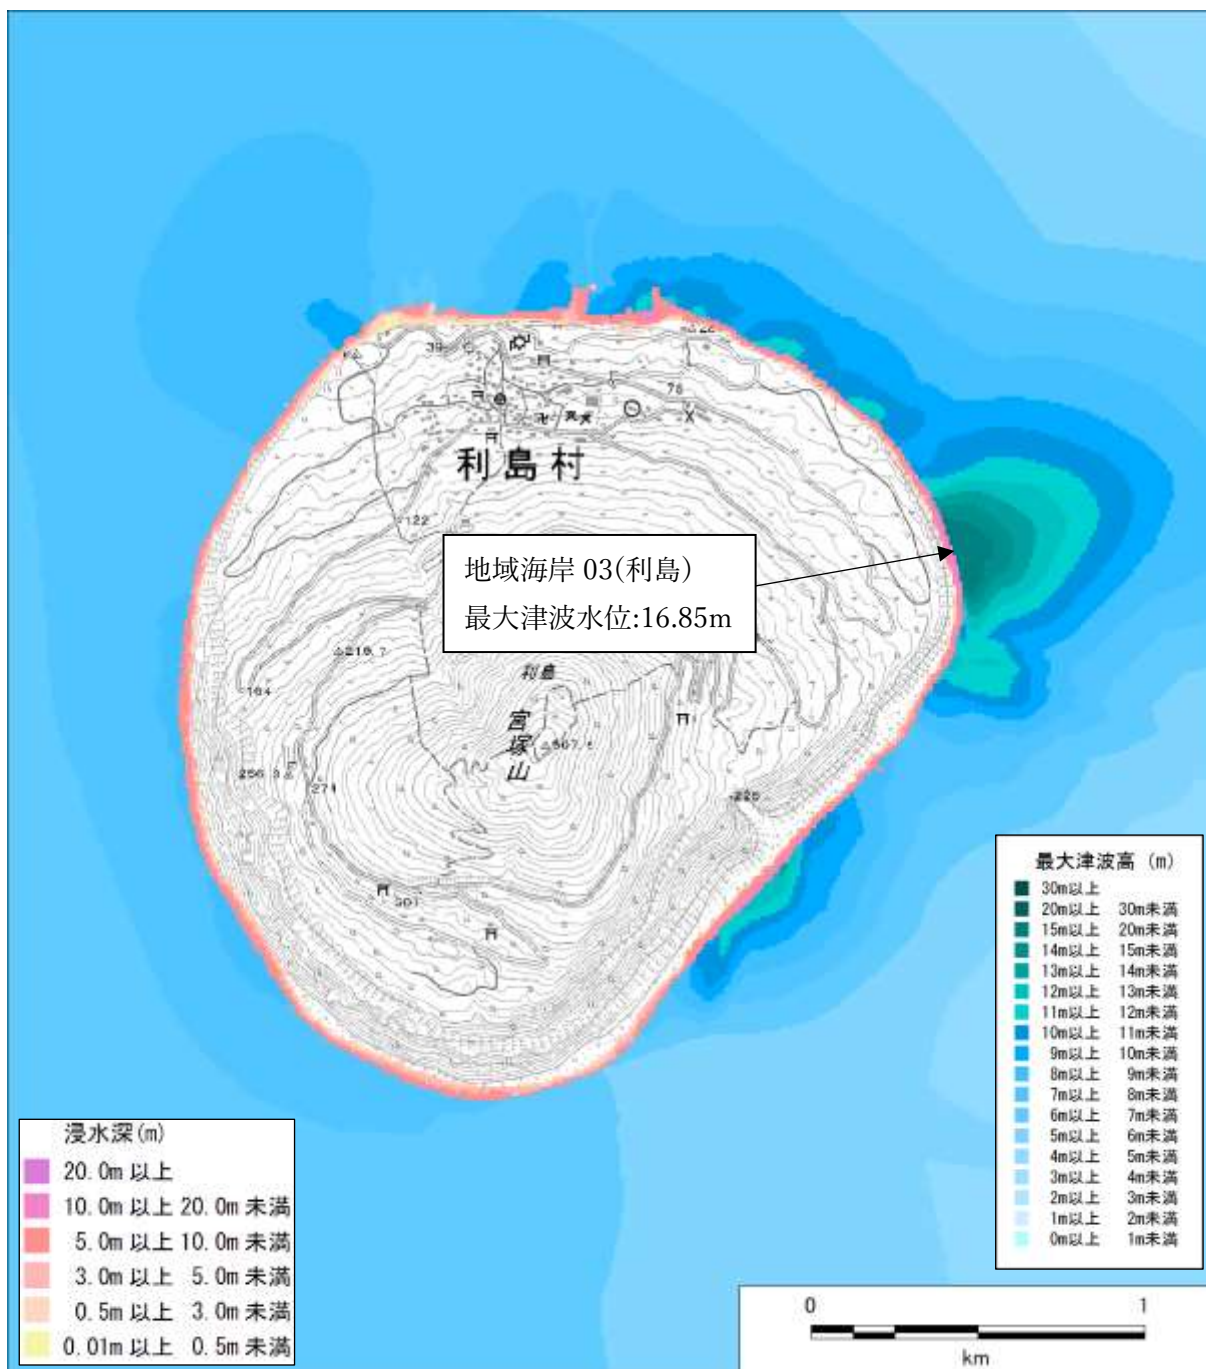 39
76
利島村
122
地域海岸 03(利島)
最大津波水位:16.85m
219.7
利島
164
宮塚山
507.5
271
226
301
最大津波高 (m)
30m以上
20m以上 30m未満
15m以上 20m未満
14m以上 15m未満
13m以上 14m未満
12m以上 13m未満
11m以上 12m未満
10m以上 11m未満
9m以上 10m未満
8m以上 9m未満
7m以上 8m未満
6m以上 7m未満
5m以上 6m未満
4m以上 5m未満
3m以上 4m未満
2m以上 3m未満
1m以上 2m未満
0m以上 1m未満
浸水深(m)
20.0m 以上
10.0m 以上 20.0m 未満
5.0m 以上 10.0m 未満
3.0m 以上 5.0m 未満
0.5m 以上 3.0m 未満
0.01m 以上 0.5m 未満
0 1
km